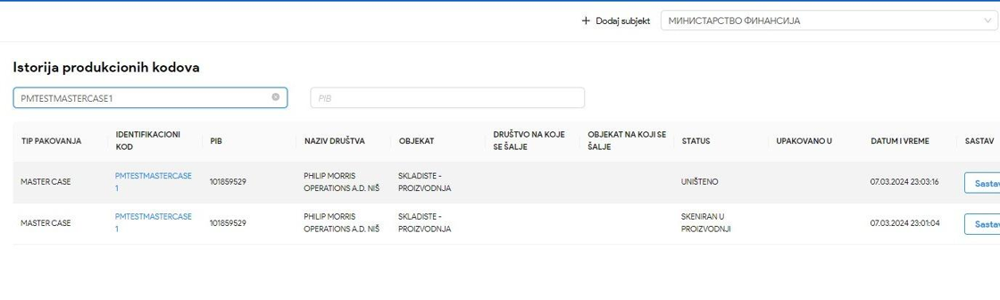 + Dodaj subjekt МИНИСТАРСТВО ФИНАНСИЈА
Istorija produkcionih kodova
PMTESTMASTERCASE1 PIB
TIP PAKOVANJA IDENTIFIKACIONI KOD PIB NAZIV DRUŠTVA OBJEKAT DRUŠTVO NA KOJE SE ŠALJE OBJEKAT NA KOJI SE ŠALJE STATUS UPAKOVANO U DATUM I VREME SASTAV
MASTER CASE PMTESTMASTERCASE1 101859529 PHILIP MORRIS OPERATIONS A.D. NIŠ SKLADISTE - PROIZVODNJA UNIŠTENO 07.03.2024 23:03:16 Sastav
MASTER CASE PMTESTMASTERCASE1 101859529 PHILIP MORRIS OPERATIONS A.D. NIŠ SKLADISTE - PROIZVODNJA SKENIRAN U PROIZVODNJI 07.03.2024 23:01:04 Sastav